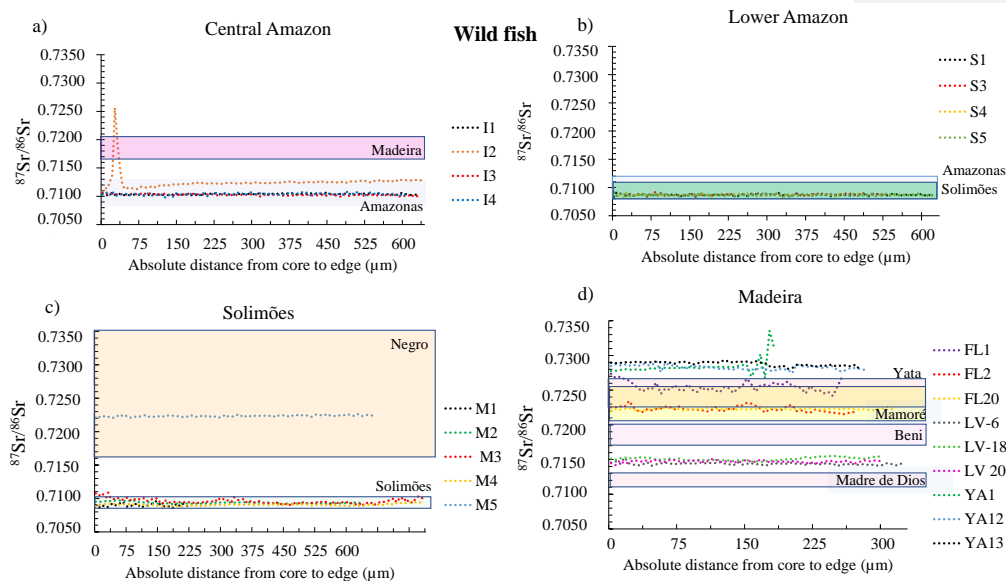 Wild fish
a)
Central Amazon
⁸⁷Sr/⁸⁶Sr
0.7350
0.7300
0.7250
0.7200
0.7150
0.7100
0.7050
Madeira
Amazonas
0 75 150 225 300 375 450 525 600
Absolute distance from core to edge (µm)
I1
I2
I3
I4
b)
Lower Amazon
⁸⁷Sr/⁸⁶Sr
0.7350
0.7300
0.7250
0.7200
0.7150
0.7100
0.7050
Amazonas
Solimões
0 75 150 225 300 375 450 525 600
Absolute distance from core to edge (µm)
S1
S3
S4
S5
c)
Solimões
⁸⁷Sr/⁸⁶Sr
0.7350
0.7300
0.7250
0.7200
0.7150
0.7100
0.7050
Negro
Solimões
0 75 150 225 300 375 450 525 600
Absolute distance from core to edge (µm)
M1
M2
M3
M4
M5
d)
Madeira
⁸⁷Sr/⁸⁶Sr
0.7350
0.7300
0.7250
0.7200
0.7150
0.7100
0.7050
Yata
Mamoré
Beni
Madre de Dios
0 75 150 225 300
Absolute distance from core to edge (µm)
FL1
FL2
FL20
LV-6
LV-18
LV 20
YA1
YA12
YA13